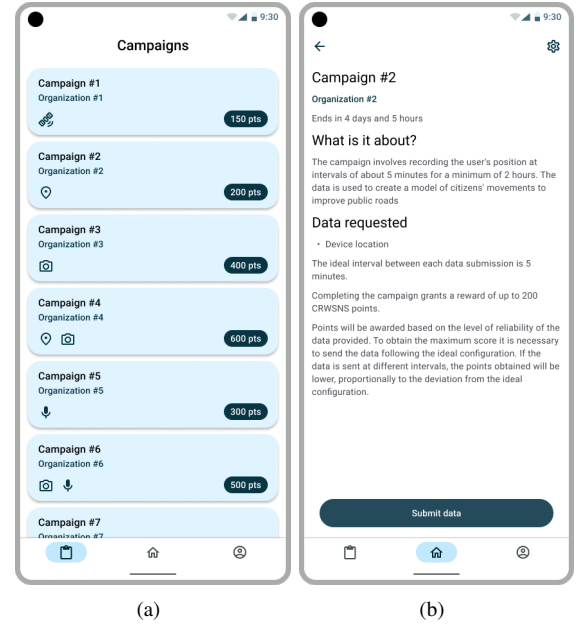 9:30
Campaigns
Campaign #1
Organization #1
150 pts
Campaign #2
Organization #2
200 pts
Campaign #3
Organization #3
400 pts
Campaign #4
Organization #4
600 pts
Campaign #5
Organization #5
300 pts
Campaign #6
Organization #6
500 pts
Campaign #7
Organization #7
(a)
9:30
Campaign #2
Organization #2
Ends in 4 days and 5 hours
What is it about?
The campaign involves recording the user's position at
intervals of about 5 minutes for a minimum of 2 hours. The
data is used to create a model of citizens' movements to
improve public roads
Data requested
• Device location
The ideal interval between each data submission is 5
minutes.
Completing the campaign grants a reward of up to 200
CRWSNS points.
Points will be awarded based on the level of reliability of the
data provided. To obtain the maximum score it is necessary
to send the data following the ideal configuration. If the
data is sent at different intervals, the points obtained will be
lower, proportionally to the deviation from the ideal
configuration.
Submit data
(b)